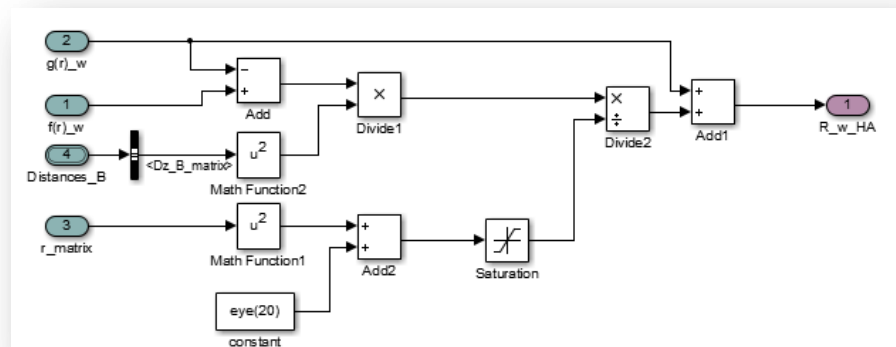 2
g(r)_w
1
f(r)_w
4
Distances_B
<Dz_B_matrix>
3
r_matrix
−
+
Add
u²
Math Function2
u²
Math Function1
eye(20)
constant
×
Divide1
+
+
Add2
Saturation
×
÷
Divide2
+
+
Add1
1
R_w_HA